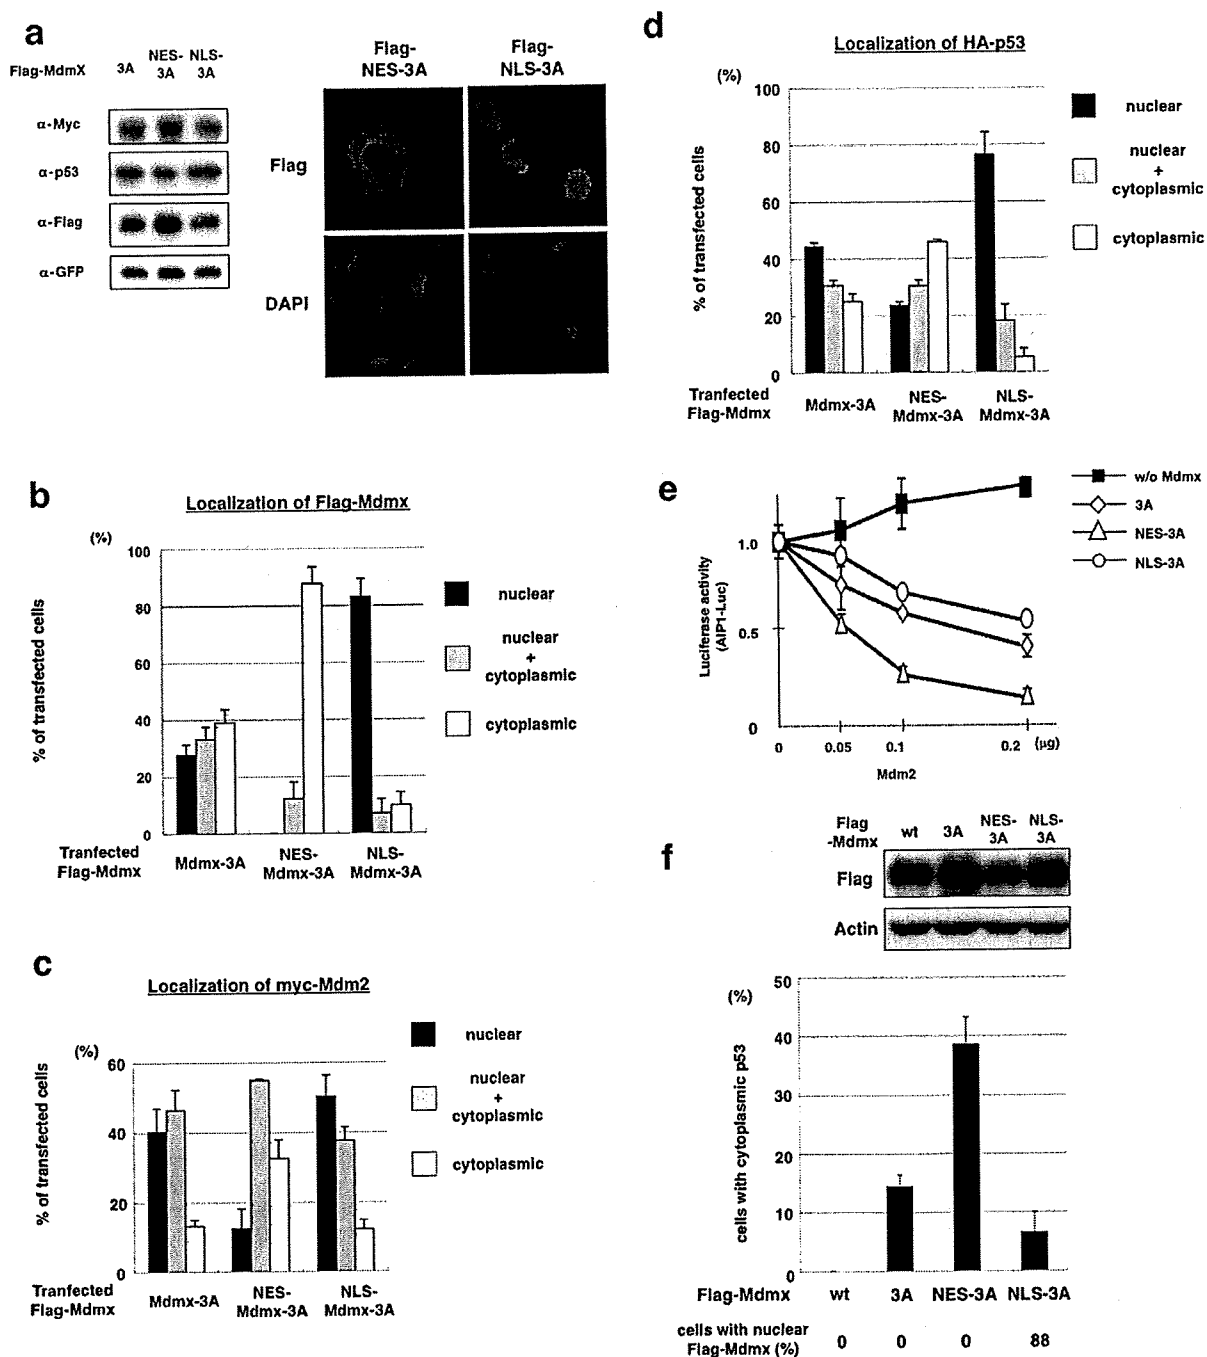 a
Flag-MdmX 3A NES-3A NLS-3A
α-Myc
α-p53
α-Flag
α-GFP
Flag-NES-3A
Flag-NLS-3A
Flag
DAPI
b
Localization of Flag-Mdmx
(%)
% of transfected cells
100
80
60
40
20
0
nuclear
nuclear
+
cytoplasmic
cytoplasmic
Tranfected
Flag-Mdmx
Mdmx-3A
NES-
Mdmx-3A
NLS-
Mdmx-3A
c
Localization of myc-Mdm2
(%)
% of transfected cells
60
40
20
0
nuclear
nuclear
+
cytoplasmic
cytoplasmic
Tranfected
Flag-Mdmx
Mdmx-3A
NES-
Mdmx-3A
NLS-
Mdmx-3A
d
Localization of HA-p53
(%)
% of transfected cells
100
80
60
40
20
0
nuclear
nuclear
+
cytoplasmic
cytoplasmic
Tranfected
Flag-Mdmx
Mdmx-3A
NES-
Mdmx-3A
NLS-
Mdmx-3A
e
Luciferase activity
(AIP1-Luc)
1.0
0.5
0
0 0.05 0.1 0.2 (μg)
Mdm2
w/o Mdmx
3A
NES-3A
NLS-3A
f
Flag
-Mdmx
wt 3A NES-3A NLS-3A
Flag
Actin
(%)
cells with cytoplasmic p53
50
40
30
20
10
0
Flag-Mdmx wt 3A NES-3A NLS-3A
cells with nuclear
Flag-Mdmx (%)
0 0 0 88